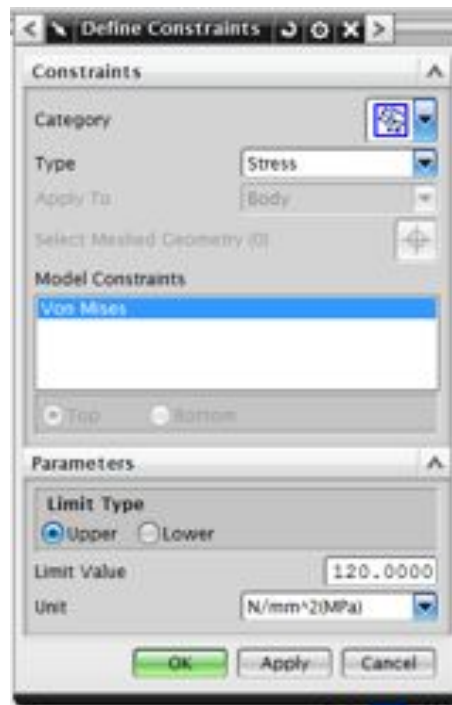 Define Constraints
Constraints
Category
Type Stress
Apply To Body
Select Meshed Geometry (0)
Model Constraints
Von Mises
Top Bottom
Parameters
Limit Type
Upper Lower
Limit Value 120.0000
Unit N/mm^2(MPa)
OK Apply Cancel